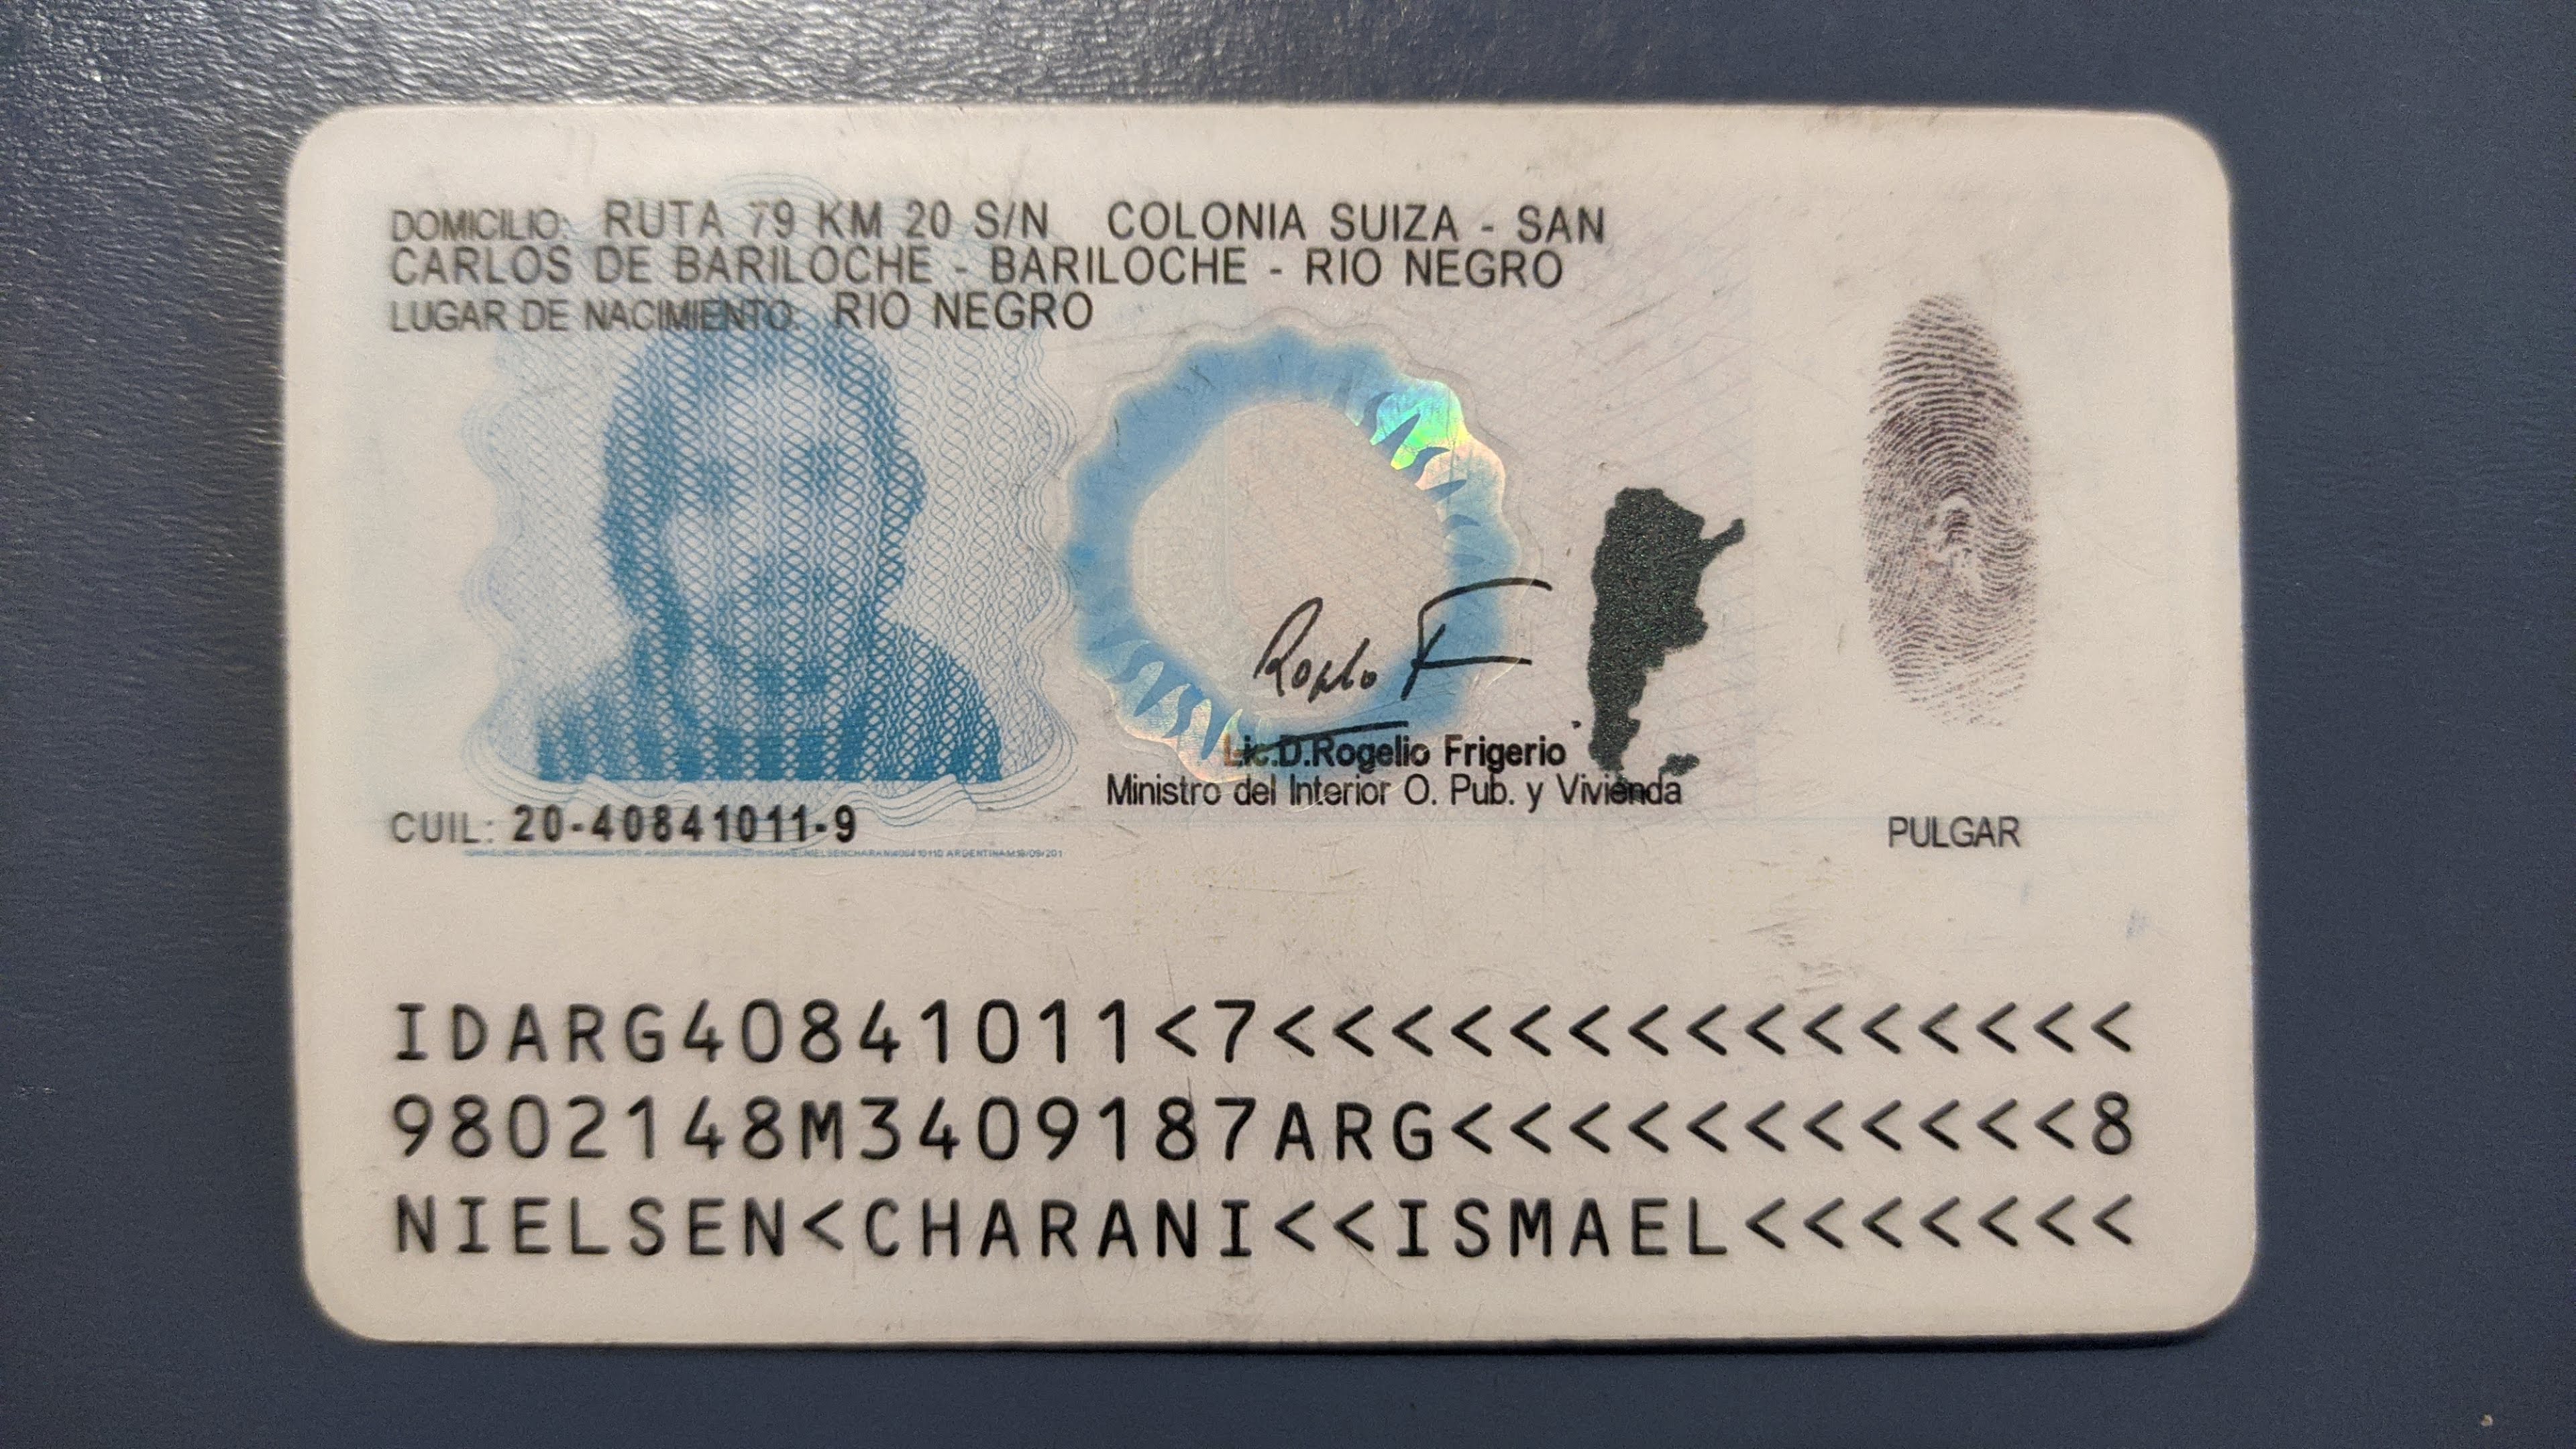 DOMICILIO: RUTA 79 KM 20 S/N COLONIA SUIZA - SAN
CARLOS DE BARILOCHE - BARILOCHE - RIO NEGRO
LUGAR DE NACIMIENTO: RIO NEGRO
Lic.D.Rogelio Frigerio
Ministro del Interior O. Pub. y Vivienda
CUIL: 20-40841011-9
PULGAR
IDARG40841011<7<<<<<<<<<<<<<<<
9802148M3409187ARG<<<<<<<<<<<8
NIELSEN<CHARANI<<ISMAEL<<<<<<<